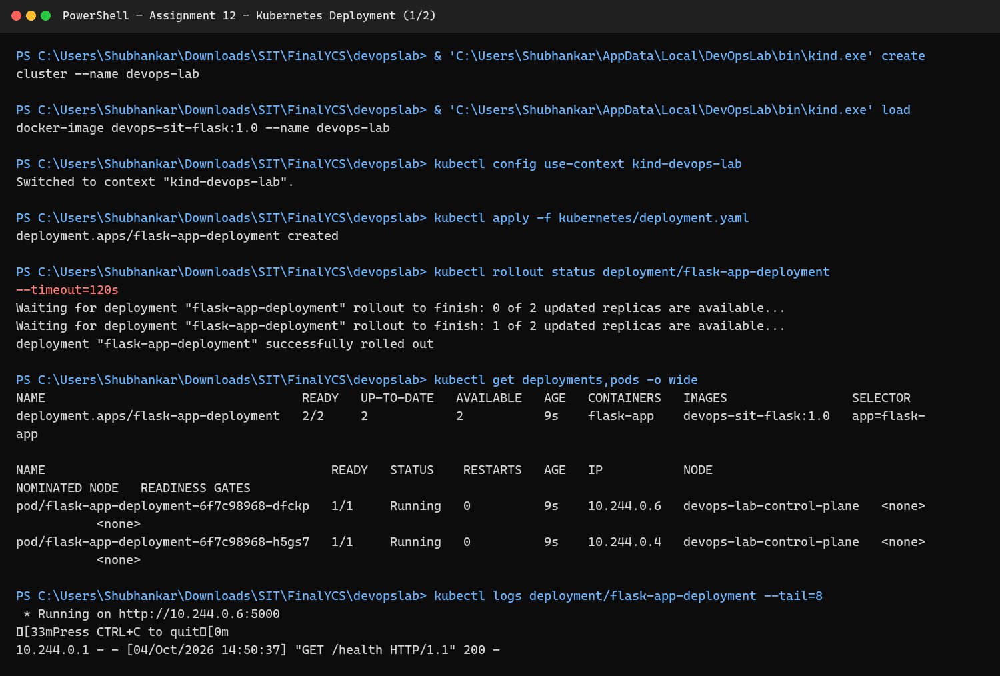 PowerShell — Assignment 12 - Kubernetes Deployment (1/2)
PS C:\Users\Shubhankar\Downloads\SIT\FinalYCS\devopslab> & 'C:\Users\Shubhankar\AppData\Local\DevOpsLab\bin\kind.exe' create
cluster --name devops-lab
PS C:\Users\Shubhankar\Downloads\SIT\FinalYCS\devopslab> & 'C:\Users\Shubhankar\AppData\Local\DevOpsLab\bin\kind.exe' load
docker-image devops-sit-flask:1.0 --name devops-lab
PS C:\Users\Shubhankar\Downloads\SIT\FinalYCS\devopslab> kubectl config use-context kind-devops-lab
Switched to context "kind-devops-lab".
PS C:\Users\Shubhankar\Downloads\SIT\FinalYCS\devopslab> kubectl apply -f kubernetes/deployment.yaml
deployment.apps/flask-app-deployment created
PS C:\Users\Shubhankar\Downloads\SIT\FinalYCS\devopslab> kubectl rollout status deployment/flask-app-deployment
--timeout=120s
Waiting for deployment "flask-app-deployment" rollout to finish: 0 of 2 updated replicas are available...
Waiting for deployment "flask-app-deployment" rollout to finish: 1 of 2 updated replicas are available...
deployment "flask-app-deployment" successfully rolled out
PS C:\Users\Shubhankar\Downloads\SIT\FinalYCS\devopslab> kubectl get deployments,pods -o wide
NAME                                   READY   UP-TO-DATE   AVAILABLE   AGE   CONTAINERS   IMAGES                 SELECTOR
deployment.apps/flask-app-deployment   2/2     2            2           9s    flask-app    devops-sit-flask:1.0   app=flask-
app
NAME                                       READY   STATUS    RESTARTS   AGE   IP           NODE
NOMINATED NODE   READINESS GATES
pod/flask-app-deployment-6f7c98968-dfckp   1/1     Running   0          9s    10.244.0.6   devops-lab-control-plane   <none>
           <none>
pod/flask-app-deployment-6f7c98968-h5gs7   1/1     Running   0          9s    10.244.0.4   devops-lab-control-plane   <none>
           <none>
PS C:\Users\Shubhankar\Downloads\SIT\FinalYCS\devopslab> kubectl logs deployment/flask-app-deployment --tail=8
 * Running on http://10.244.0.6:5000
▯[33mPress CTRL+C to quit▯[0m
10.244.0.1 - - [04/Oct/2026 14:50:37] "GET /health HTTP/1.1" 200 -